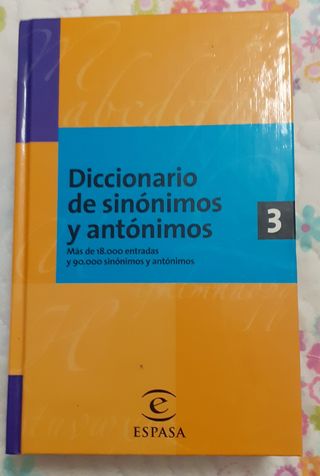 Diccionario
de sinónimos
y antónimos
3
Más de 18.000 entradas
y 90.000 sinónimos y antónimos
e
ESPASA